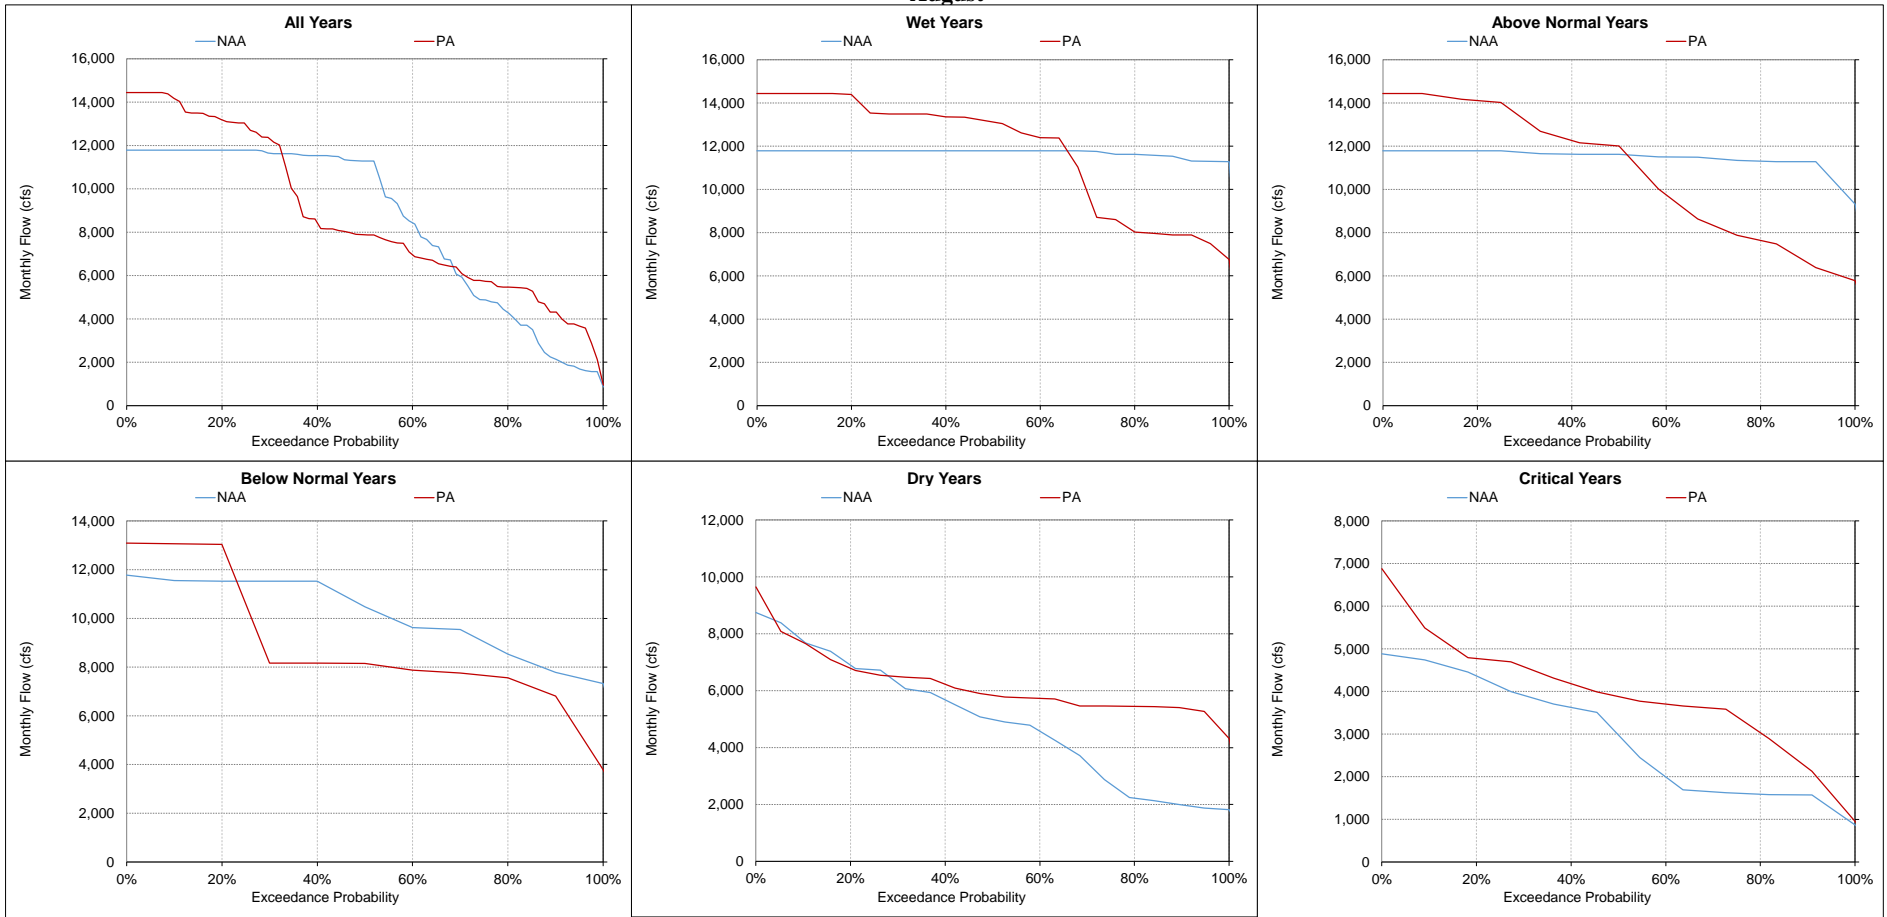 August
All Years
NAA PA
16,000
14,000
12,000
10,000
8,000
6,000
4,000
2,000
0
Monthly Flow (cfs)
0% 20% 40% 60% 80% 100%
Exceedance Probability
Wet Years
NAA PA
16,000
14,000
12,000
10,000
8,000
6,000
4,000
2,000
0
Monthly Flow (cfs)
0% 20% 40% 60% 80% 100%
Exceedance Probability
Above Normal Years
NAA PA
16,000
14,000
12,000
10,000
8,000
6,000
4,000
2,000
0
Monthly Flow (cfs)
0% 20% 40% 60% 80% 100%
Exceedance Probability
Below Normal Years
NAA PA
14,000
12,000
10,000
8,000
6,000
4,000
2,000
0
Monthly Flow (cfs)
0% 20% 40% 60% 80% 100%
Exceedance Probability
Dry Years
NAA PA
12,000
10,000
8,000
6,000
4,000
2,000
0
Monthly Flow (cfs)
0% 20% 40% 60% 80% 100%
Exceedance Probability
Critical Years
NAA PA
8,000
7,000
6,000
5,000
4,000
3,000
2,000
1,000
0
Monthly Flow (cfs)
0% 20% 40% 60% 80% 100%
Exceedance Probability